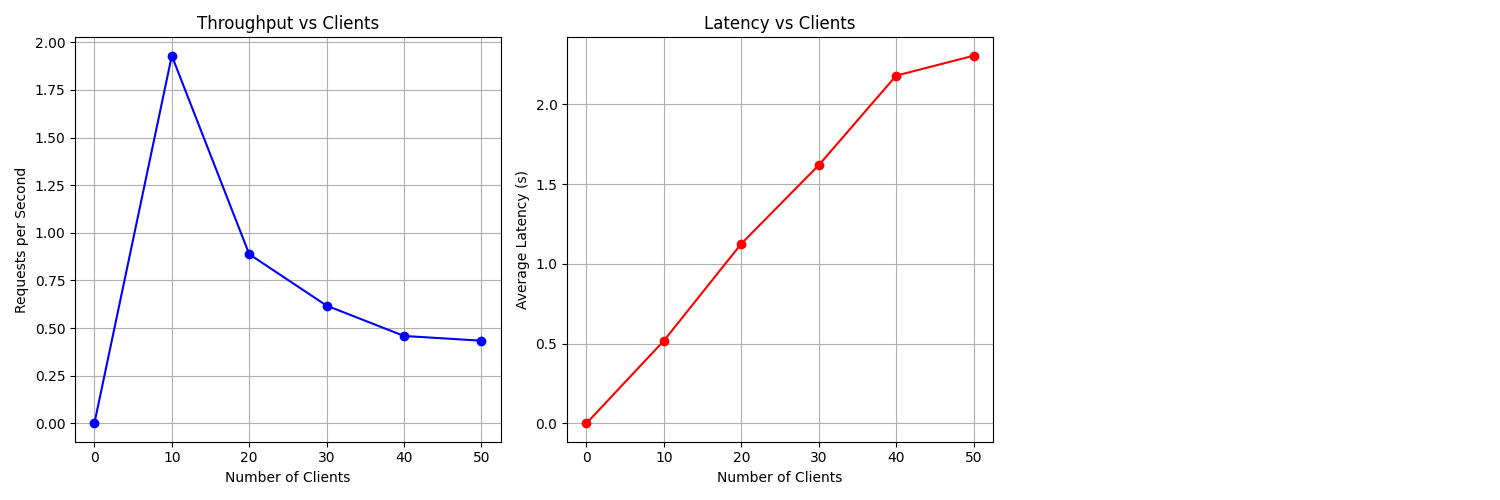 Throughput vs Clients
Requests per Second
2.00
1.75
1.50
1.25
1.00
0.75
0.50
0.25
0.00
0 10 20 30 40 50
Number of Clients
Latency vs Clients
Average Latency (s)
2.0
1.5
1.0
0.5
0.0
0 10 20 30 40 50
Number of Clients